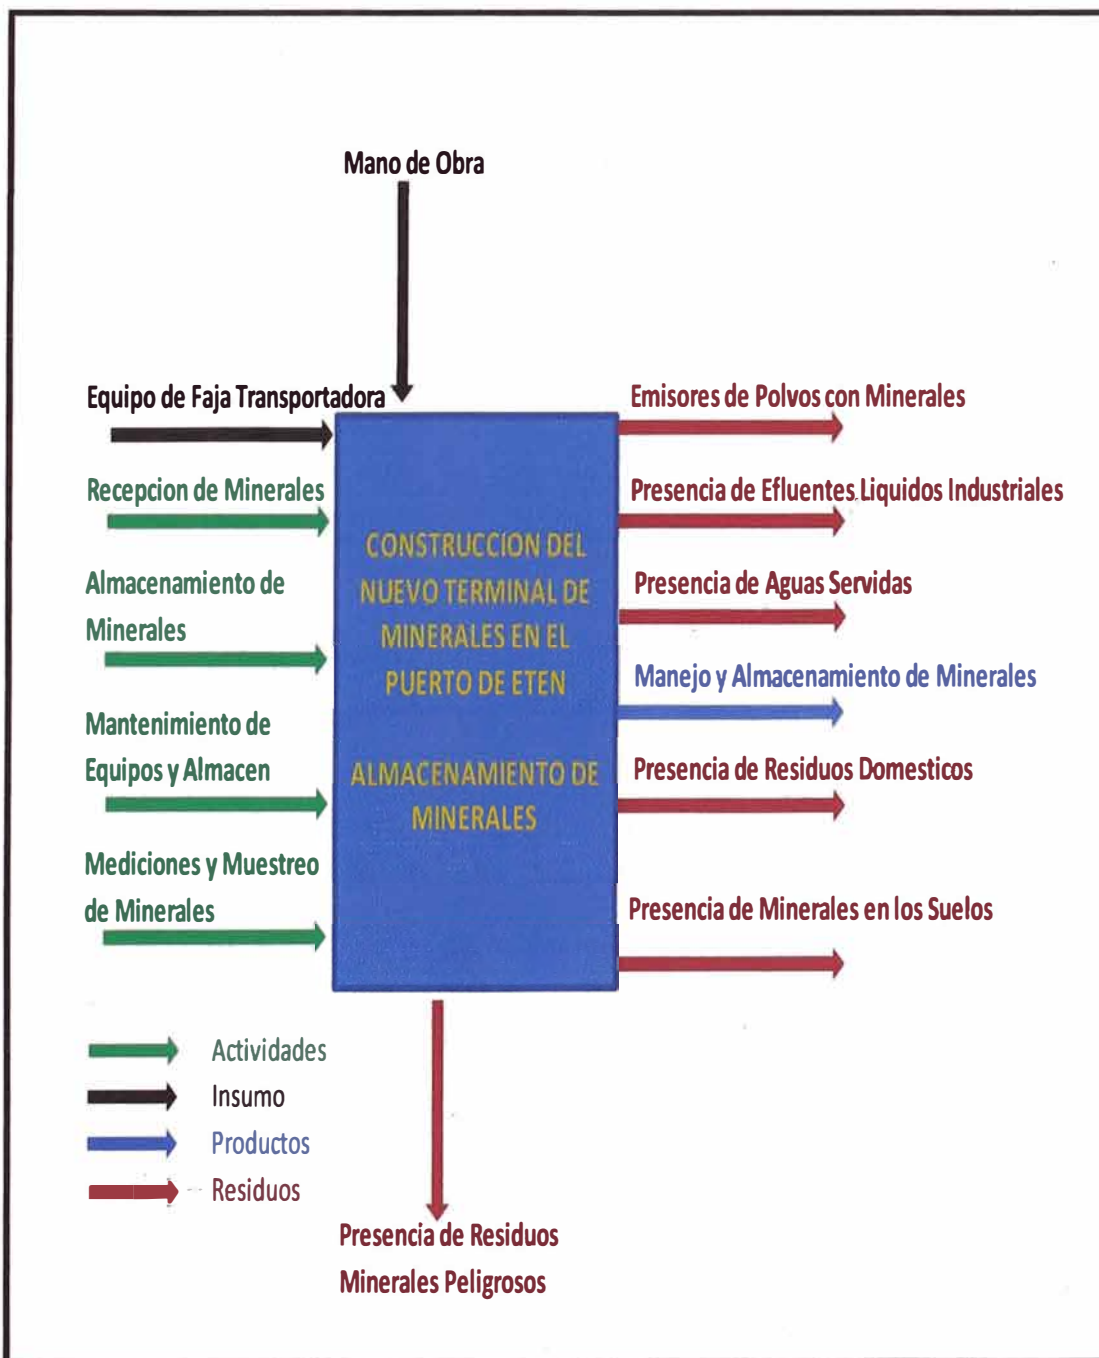 Mano de Obra
Equipo de Faja Transportadora
Recepcion de Minerales
Almacenamiento de
Minerales
Mantenimiento de
Equipos y Almacen
Mediciones y Muestreo
de Minerales
CONSTRUCCION DEL
NUEVO TERMINAL DE
MINERALES EN EL
PUERTO DE ETEN
ALMACENAMIENTO DE
MINERALES
Emisores de Polvos con Minerales
Presencia de Efluentes Liquidos Industriales
Presencia de Aguas Servidas
Manejo y Almacenamiento de Minerales
Presencia de Residuos Domesticos
Presencia de Minerales en los Suelos
Actividades
Insumo
Productos
Residuos
Presencia de Residuos
Minerales Peligrosos